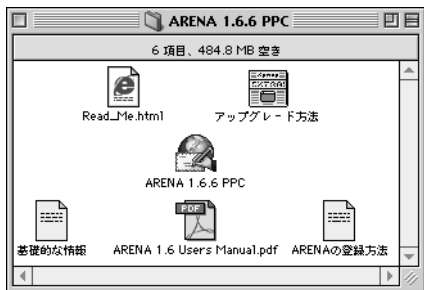 ARENA 1.6.6 PPC
6 項目、484.8 MB 空き
Read_Me.html
アップグレード方法
ARENA 1.6.6 PPC
PDF
基礎的な情報
ARENA 1.6 Users Manual.pdf
ARENAの登録方法